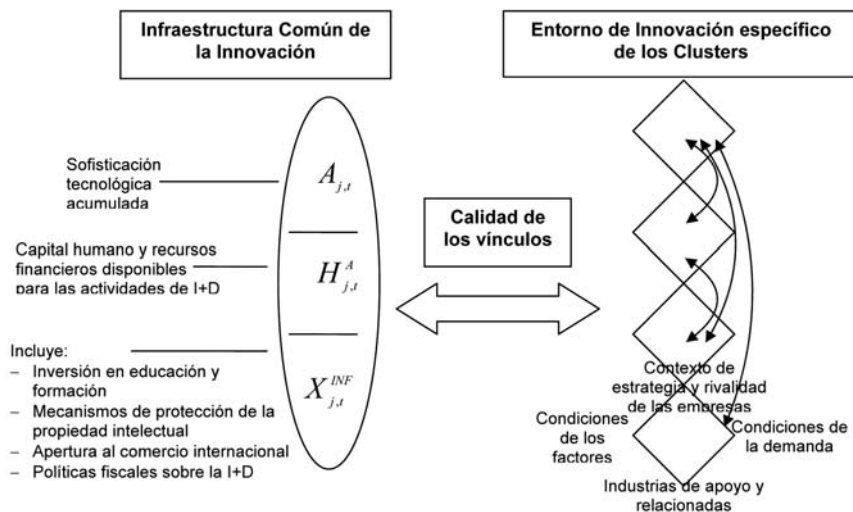 Infraestructura Común de
la Innovación
Sofisticación
tecnológica
acumulada
A j,t
Capital humano y recursos
financieros disponibles
para las actividades de I+D
H A j,t
Incluye:
– Inversión en educación y
formación
– Mecanismos de protección de la
propiedad intelectual
– Apertura al comercio internacional
– Políticas fiscales sobre la I+D
X INF j,t
Calidad de
los vínculos
Entorno de Innovación específico
de los Clusters
Contexto de
estrategia y rivalidad
de las empresas
Condiciones
de los
factores
Condiciones de
la demanda
Industrias de apoyo y
relacionadas